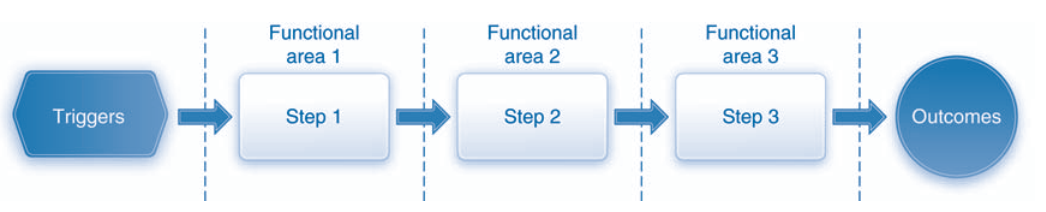 Triggers
Functional
area 1
Step 1
Functional
area 2
Step 2
Functional
area 3
Step 3
Outcomes